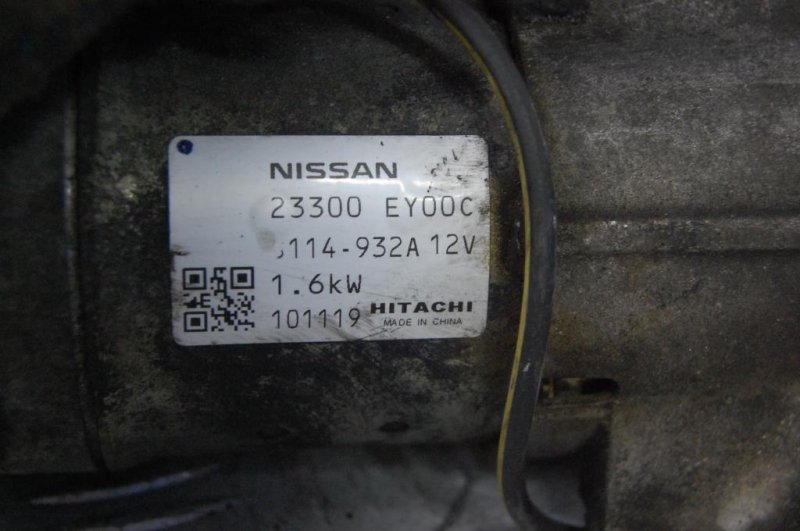 NISSAN
23300 EY00C
114-932A 12V
1.6kW
101119 HITACHI
MADE IN CHINA